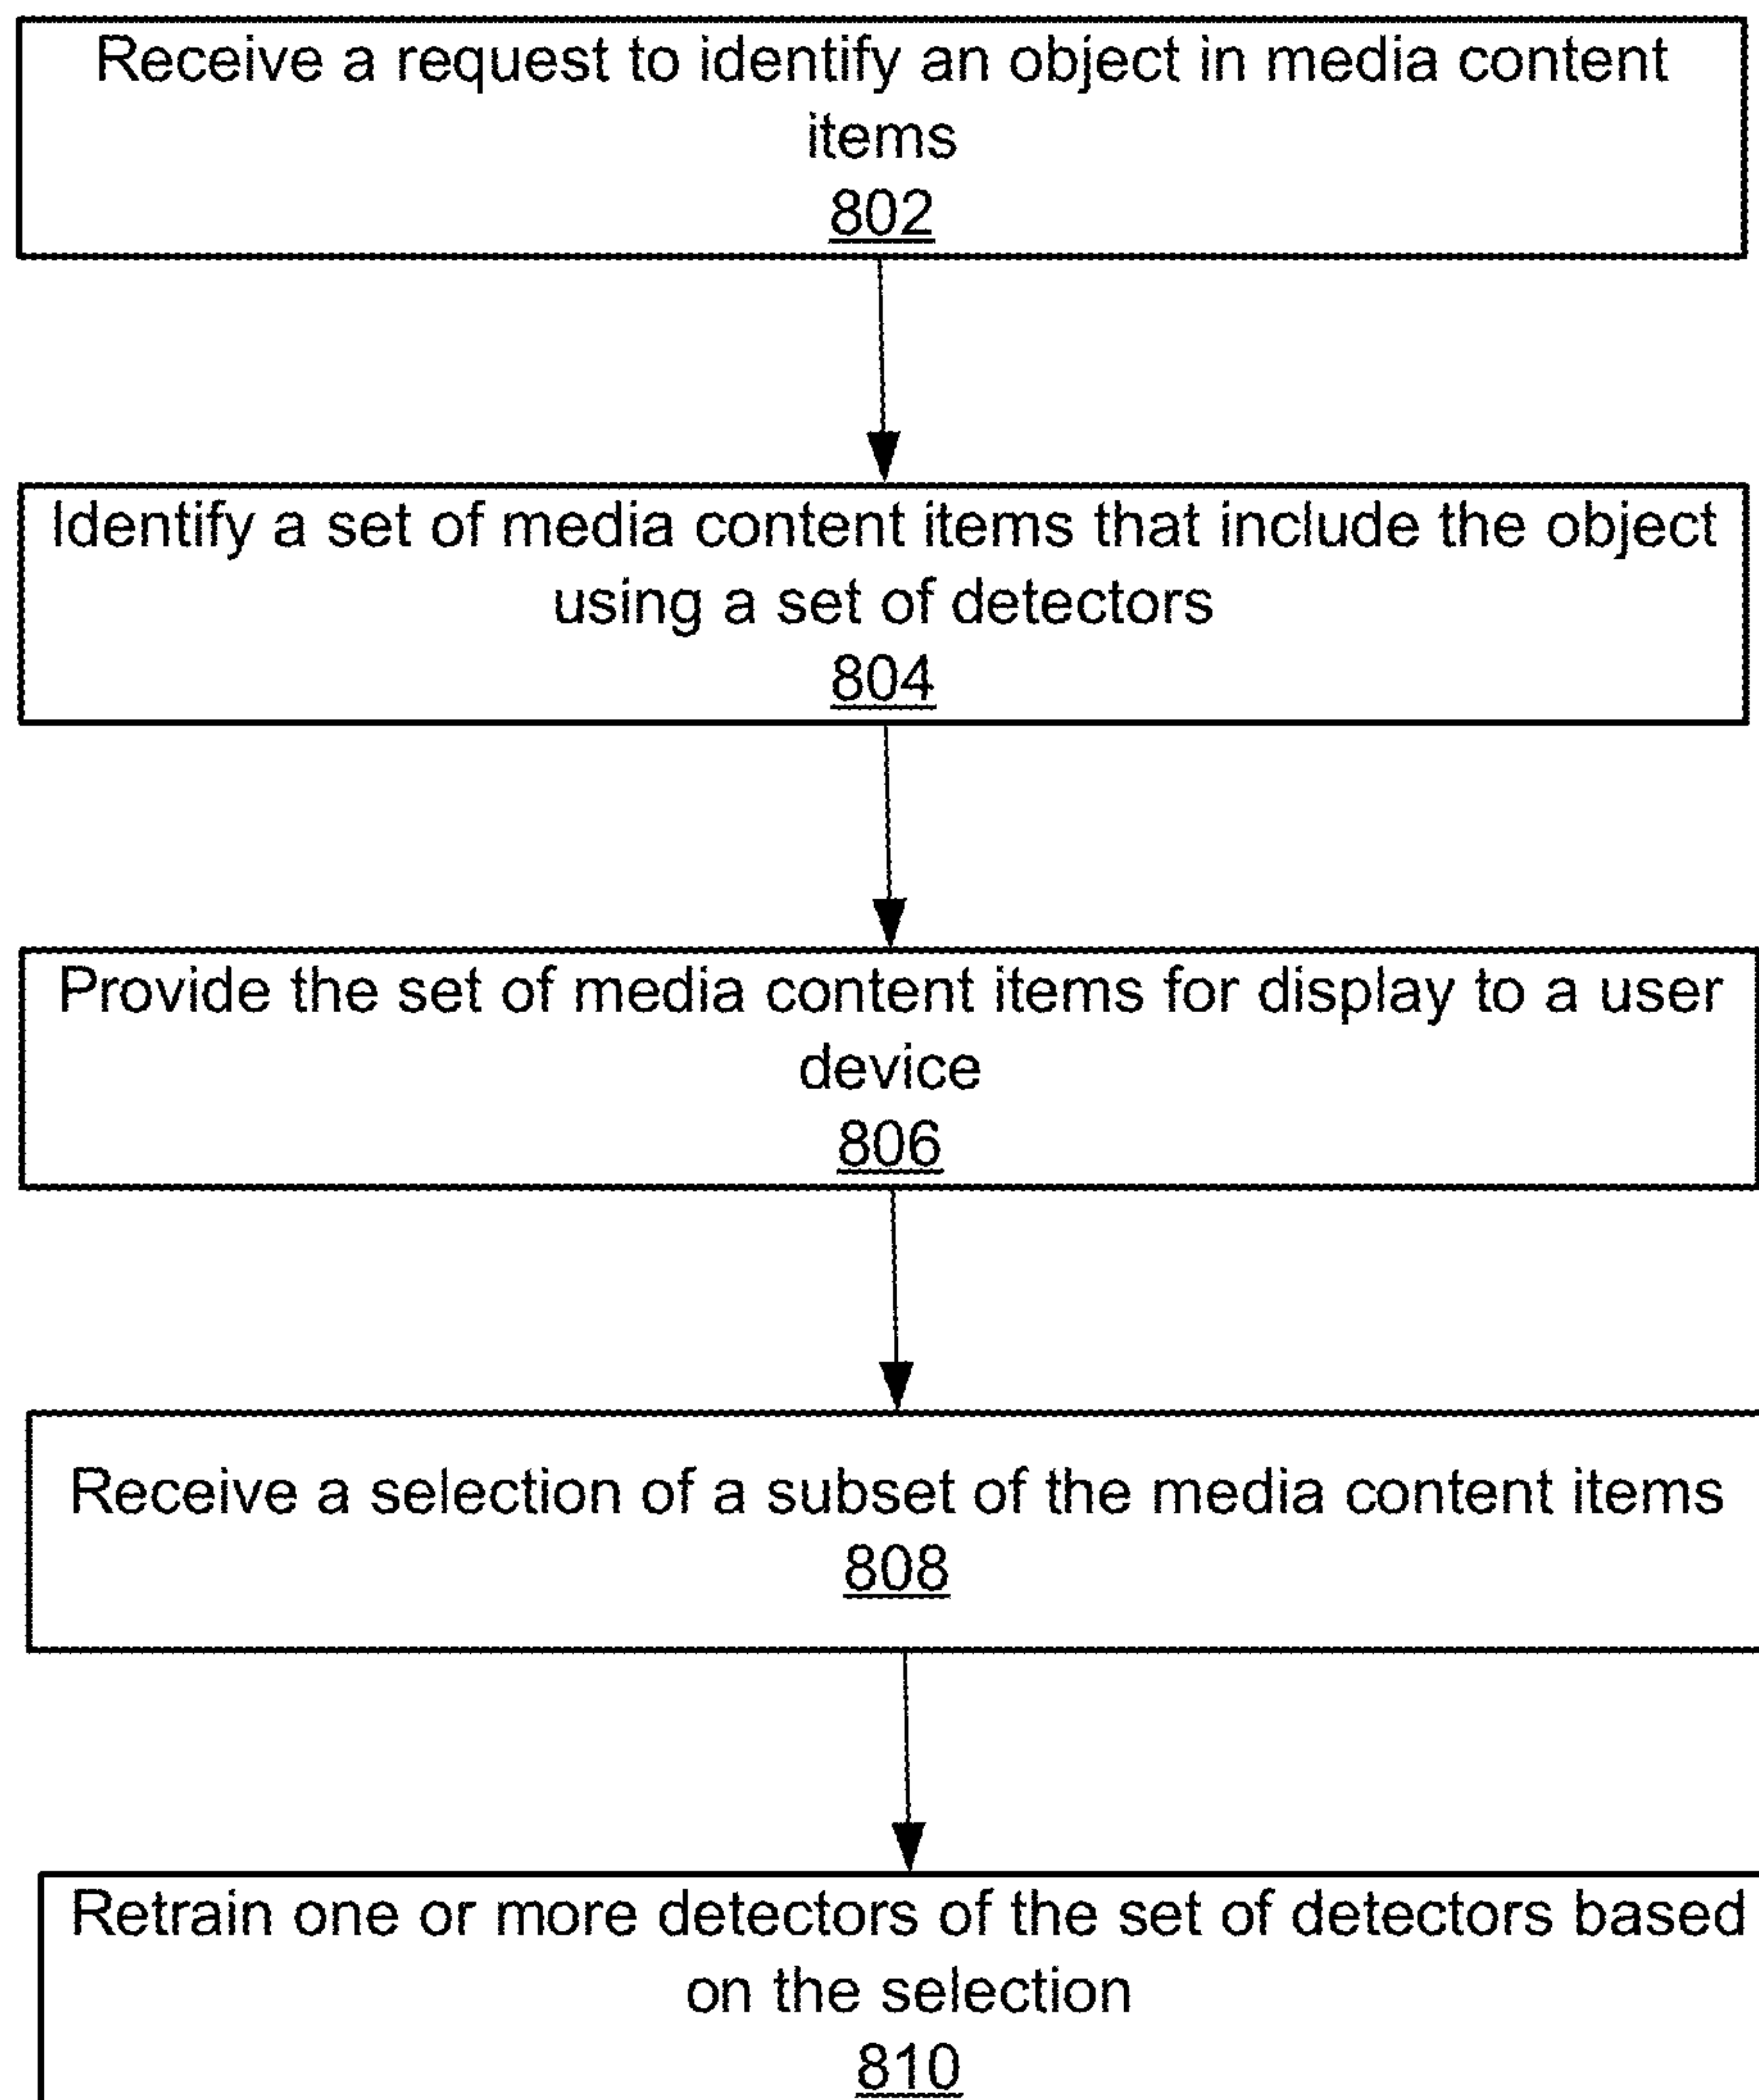 Receive a request to identify an object in media content
items
802
Identify a set of media content items that include the object
using a set of detectors
804
Provide the set of media content items for display to a user
device
806
Receive a selection of a subset of the media content items
808
Retrain one or more detectors of the set of detectors based
on the selection
810